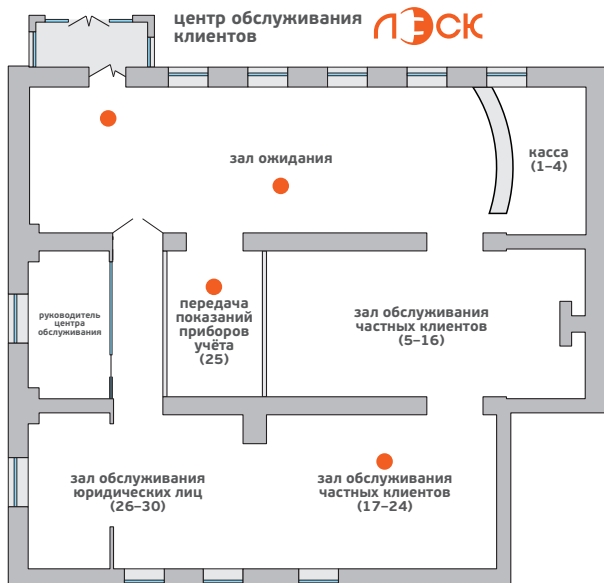 центр обслуживания
клиентов
ЛЭСК
зал ожидания
касса
(1–4)
руководитель
центра
обслуживания
передача
показаний
приборов
учёта
(25)
зал обслуживания
частных клиентов
(5–16)
зал обслуживания
юридических лиц
(26–30)
зал обслуживания
частных клиентов
(17–24)